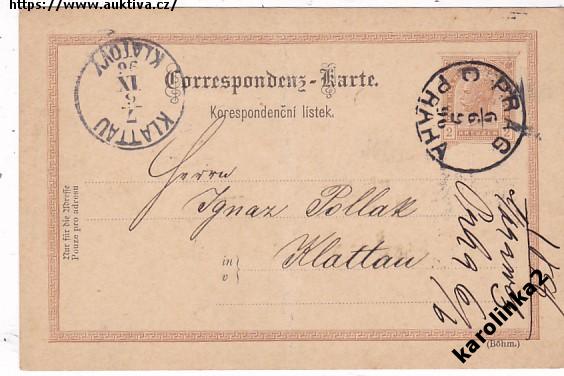 https://www.auktiva.cz/
KLATTAU
KLATOVY
Correspondenz-Karte.
Korespondenční lístek.
PRAG
PRAHA
C
2
Herrn
Ignaz Pollak
in
v
Klattau
Nur für die Adresse
Pouze pro adresu
(Böhm.)
karolinka2